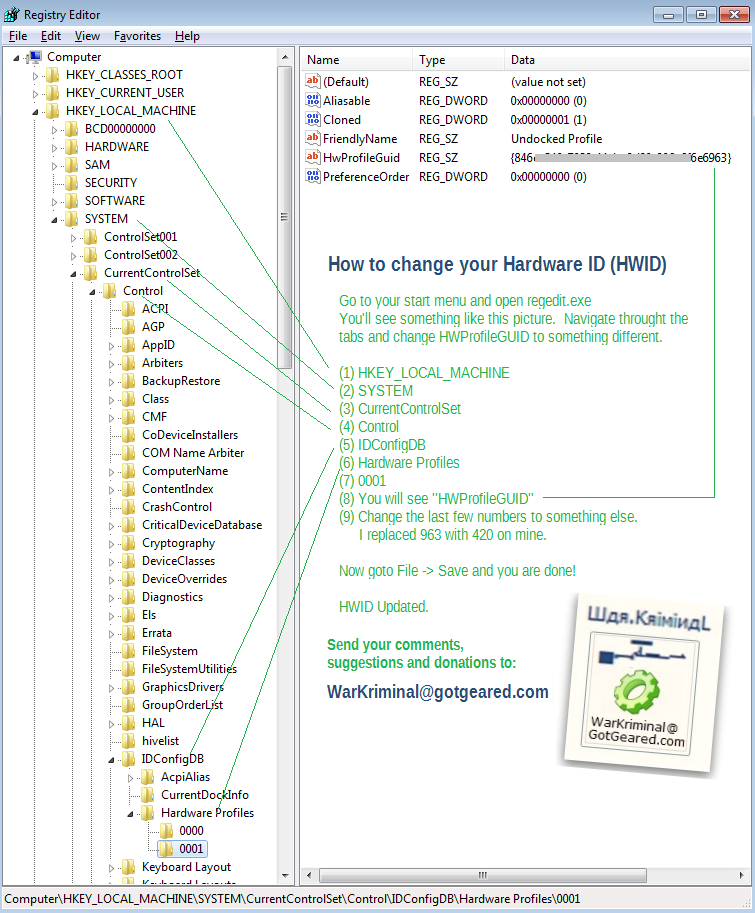 Registry Editor
File Edit View Favorites Help
Computer
HKEY_CLASSES_ROOT
HKEY_CURRENT_USER
HKEY_LOCAL_MACHINE
BCD00000000
HARDWARE
SAM
SECURITY
SOFTWARE
SYSTEM
ControlSet001
ControlSet002
CurrentControlSet
Control
ACPI
AGP
AppID
Arbiters
BackupRestore
Class
CMF
CoDeviceInstallers
COM Name Arbiter
ComputerName
ContentIndex
CrashControl
CriticalDeviceDatabase
Cryptography
DeviceClasses
DeviceOverrides
Diagnostics
Els
Errata
FileSystem
FileSystemUtilities
GraphicsDrivers
GroupOrderList
HAL
hivelist
IDConfigDB
AcpiAlias
CurrentDockInfo
Hardware Profiles
0000
0001
Keyboard Layout
Name Type Data
(Default) REG_SZ (value not set)
Aliasable REG_DWORD 0x00000000 (0)
Cloned REG_DWORD 0x00000001 (1)
FriendlyName REG_SZ Undocked Profile
HwProfileGuid REG_SZ {846 6e6963}
PreferenceOrder REG_DWORD 0x00000000 (0)
How to change your Hardware ID (HWID)
Go to your start menu and open regedit.exe
You'll see something like this picture. Navigate throught the
tabs and change HWProfileGUID to something different.
(1) HKEY_LOCAL_MACHINE
(2) SYSTEM
(3) CurrentControlSet
(4) Control
(5) IDConfigDB
(6) Hardware Profiles
(7) 0001
(8) You will see "HWProfileGUID"
(9) Change the last few numbers to something else.
I replaced 963 with 420 on mine.
Now goto File -> Save and you are done!
HWID Updated.
Send your comments,
suggestions and donations to:
WarKriminal@gotgeared.com
WarKriminal@
GotGeared.com
Computer\HKEY_LOCAL_MACHINE\SYSTEM\CurrentControlSet\Control\IDConfigDB\Hardware Profiles\0001